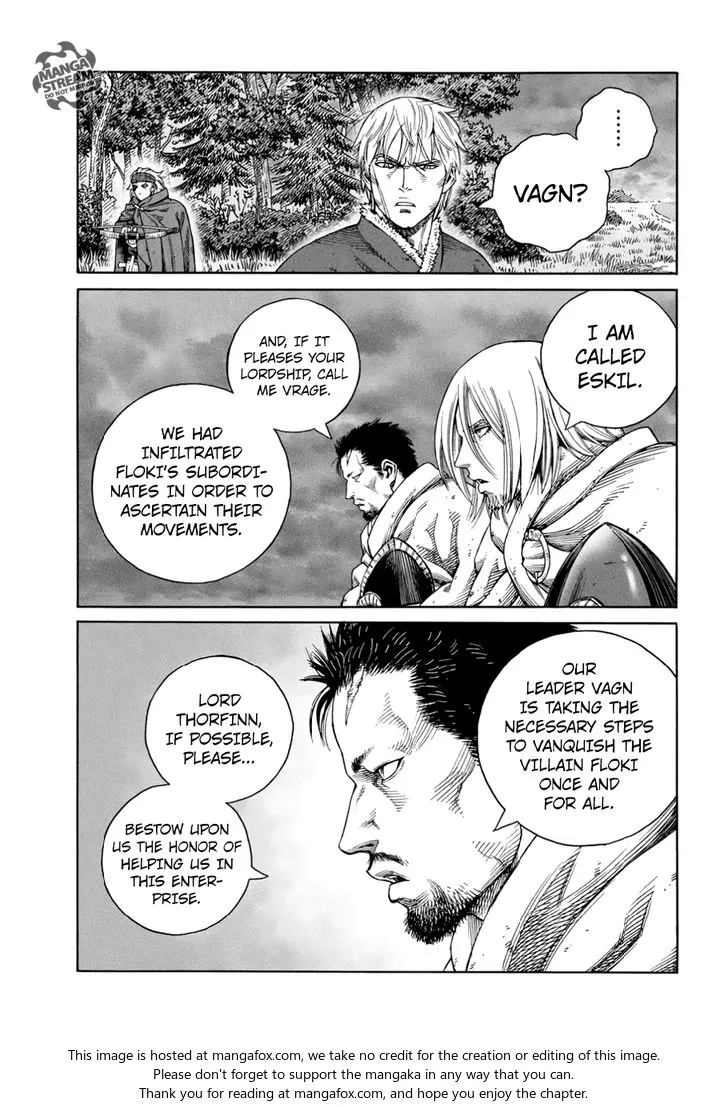 MANGA
STREAM
DO NOT MIRROR
......
VAGN?
I AM
CALLED
ESKIL.
AND, IF IT
PLEASES YOUR
LORDSHIP, CALL
ME VRAGE.
WE HAD
INFILTRATED
FLOKI'S SUBORDI-
NATES IN ORDER TO
ASCERTAIN THEIR
MOVEMENTS.
OUR
LEADER VAGN
IS TAKING THE
NECESSARY STEPS
TO VANQUISH THE
VILLAIN FLOKI
ONCE AND
FOR ALL.
LORD
THORFINN,
IF POSSIBLE,
PLEASE...
BESTOW UPON
US THE HONOR OF
HELPING US IN
THIS ENTER-
PRISE.
This image is hosted at mangafox.com, we take no credit for the creation or editing of this image.
Please don't forget to support the mangaka in any way that you can.
Thank you for reading at mangafox.com, and hope you enjoy the chapter.